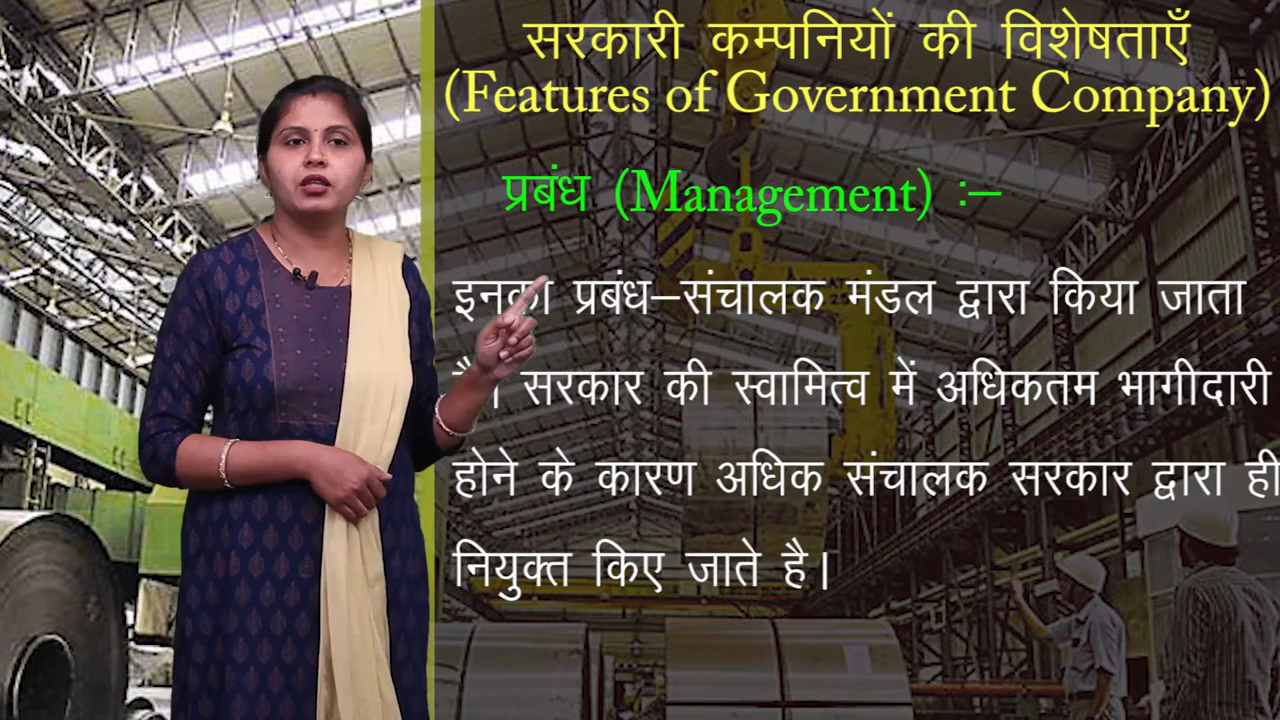 सरकारी कम्पनियों की विशेषताएँ
(Features of Government Company)
प्रबंध (Management) :–
इनका प्रबंध–संचालक मंडल द्वारा किया जाता
है। सरकार की स्वामित्व में अधिकतम भागीदारी
होने के कारण अधिक संचालक सरकार द्वारा ही
नियुक्त किए जाते है।